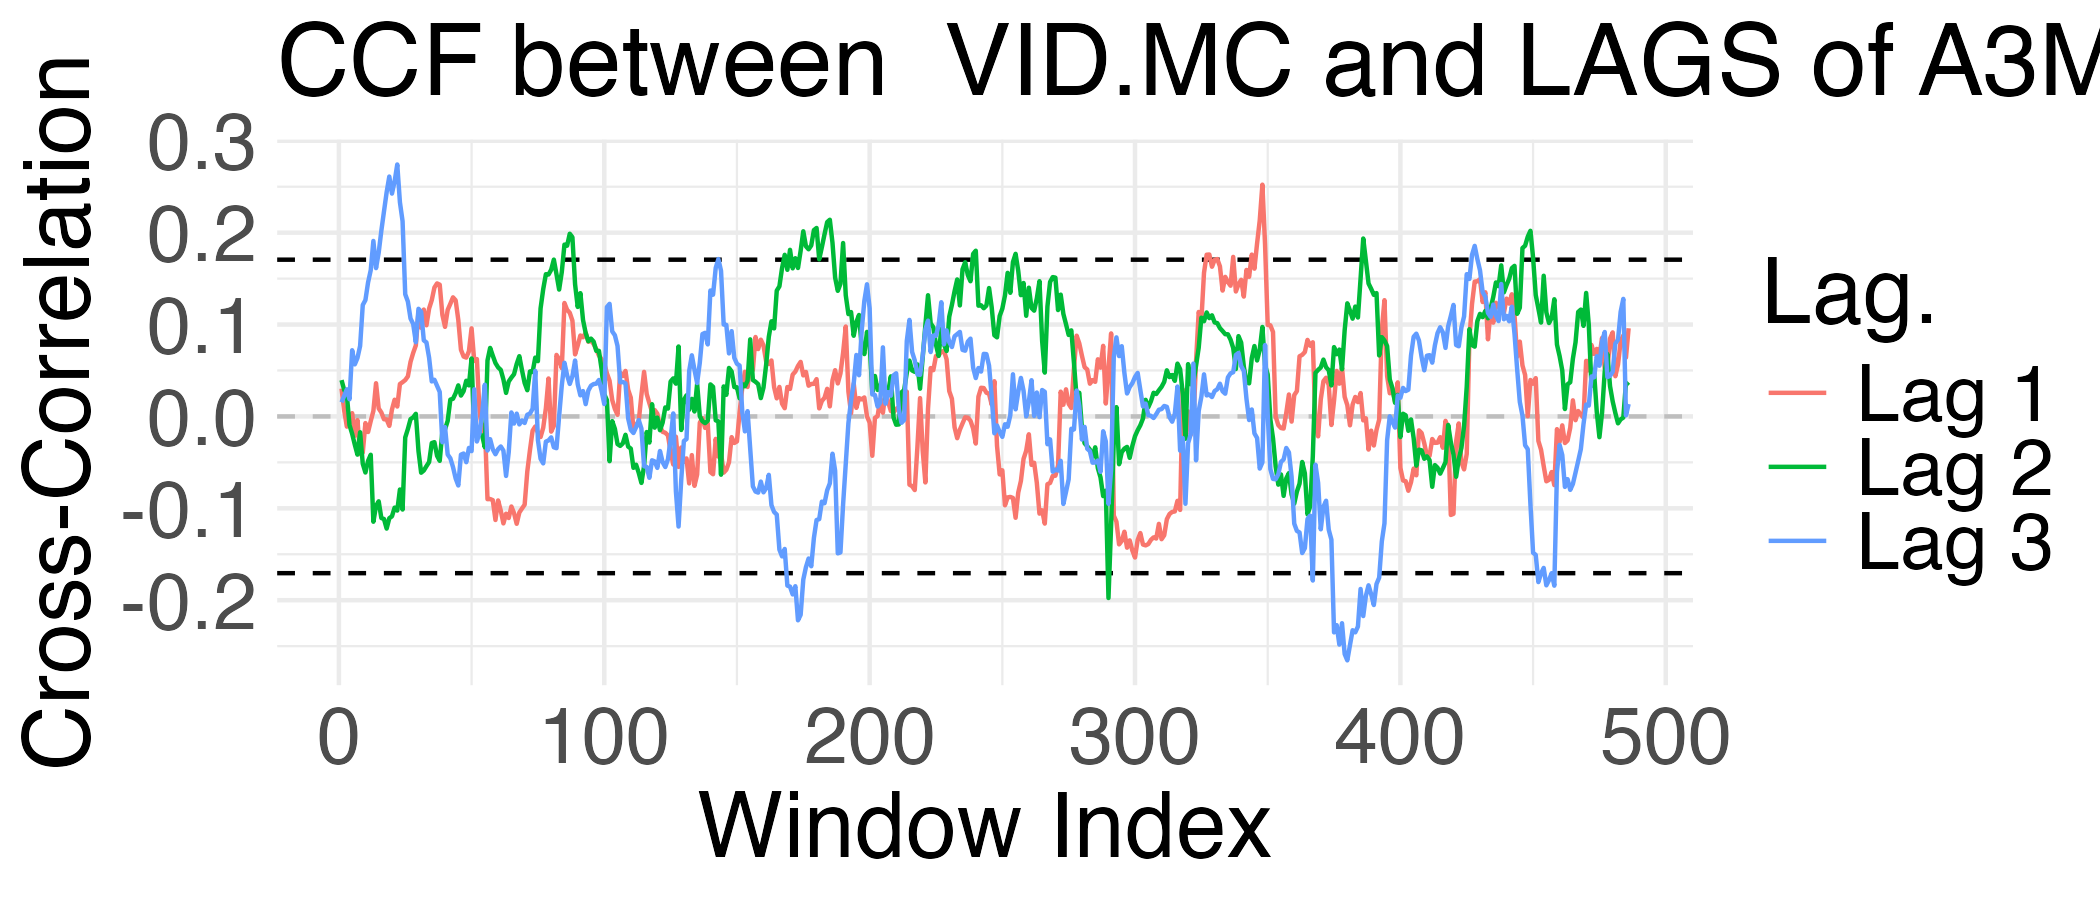 CCF between  VID.MC and LAGS of A3M
Cross-Correlation
0.3
0.2
0.1
0.0
-0.1
-0.2
0
100
200
300
400
500
Window Index
Lag.
Lag 1
Lag 2
Lag 3